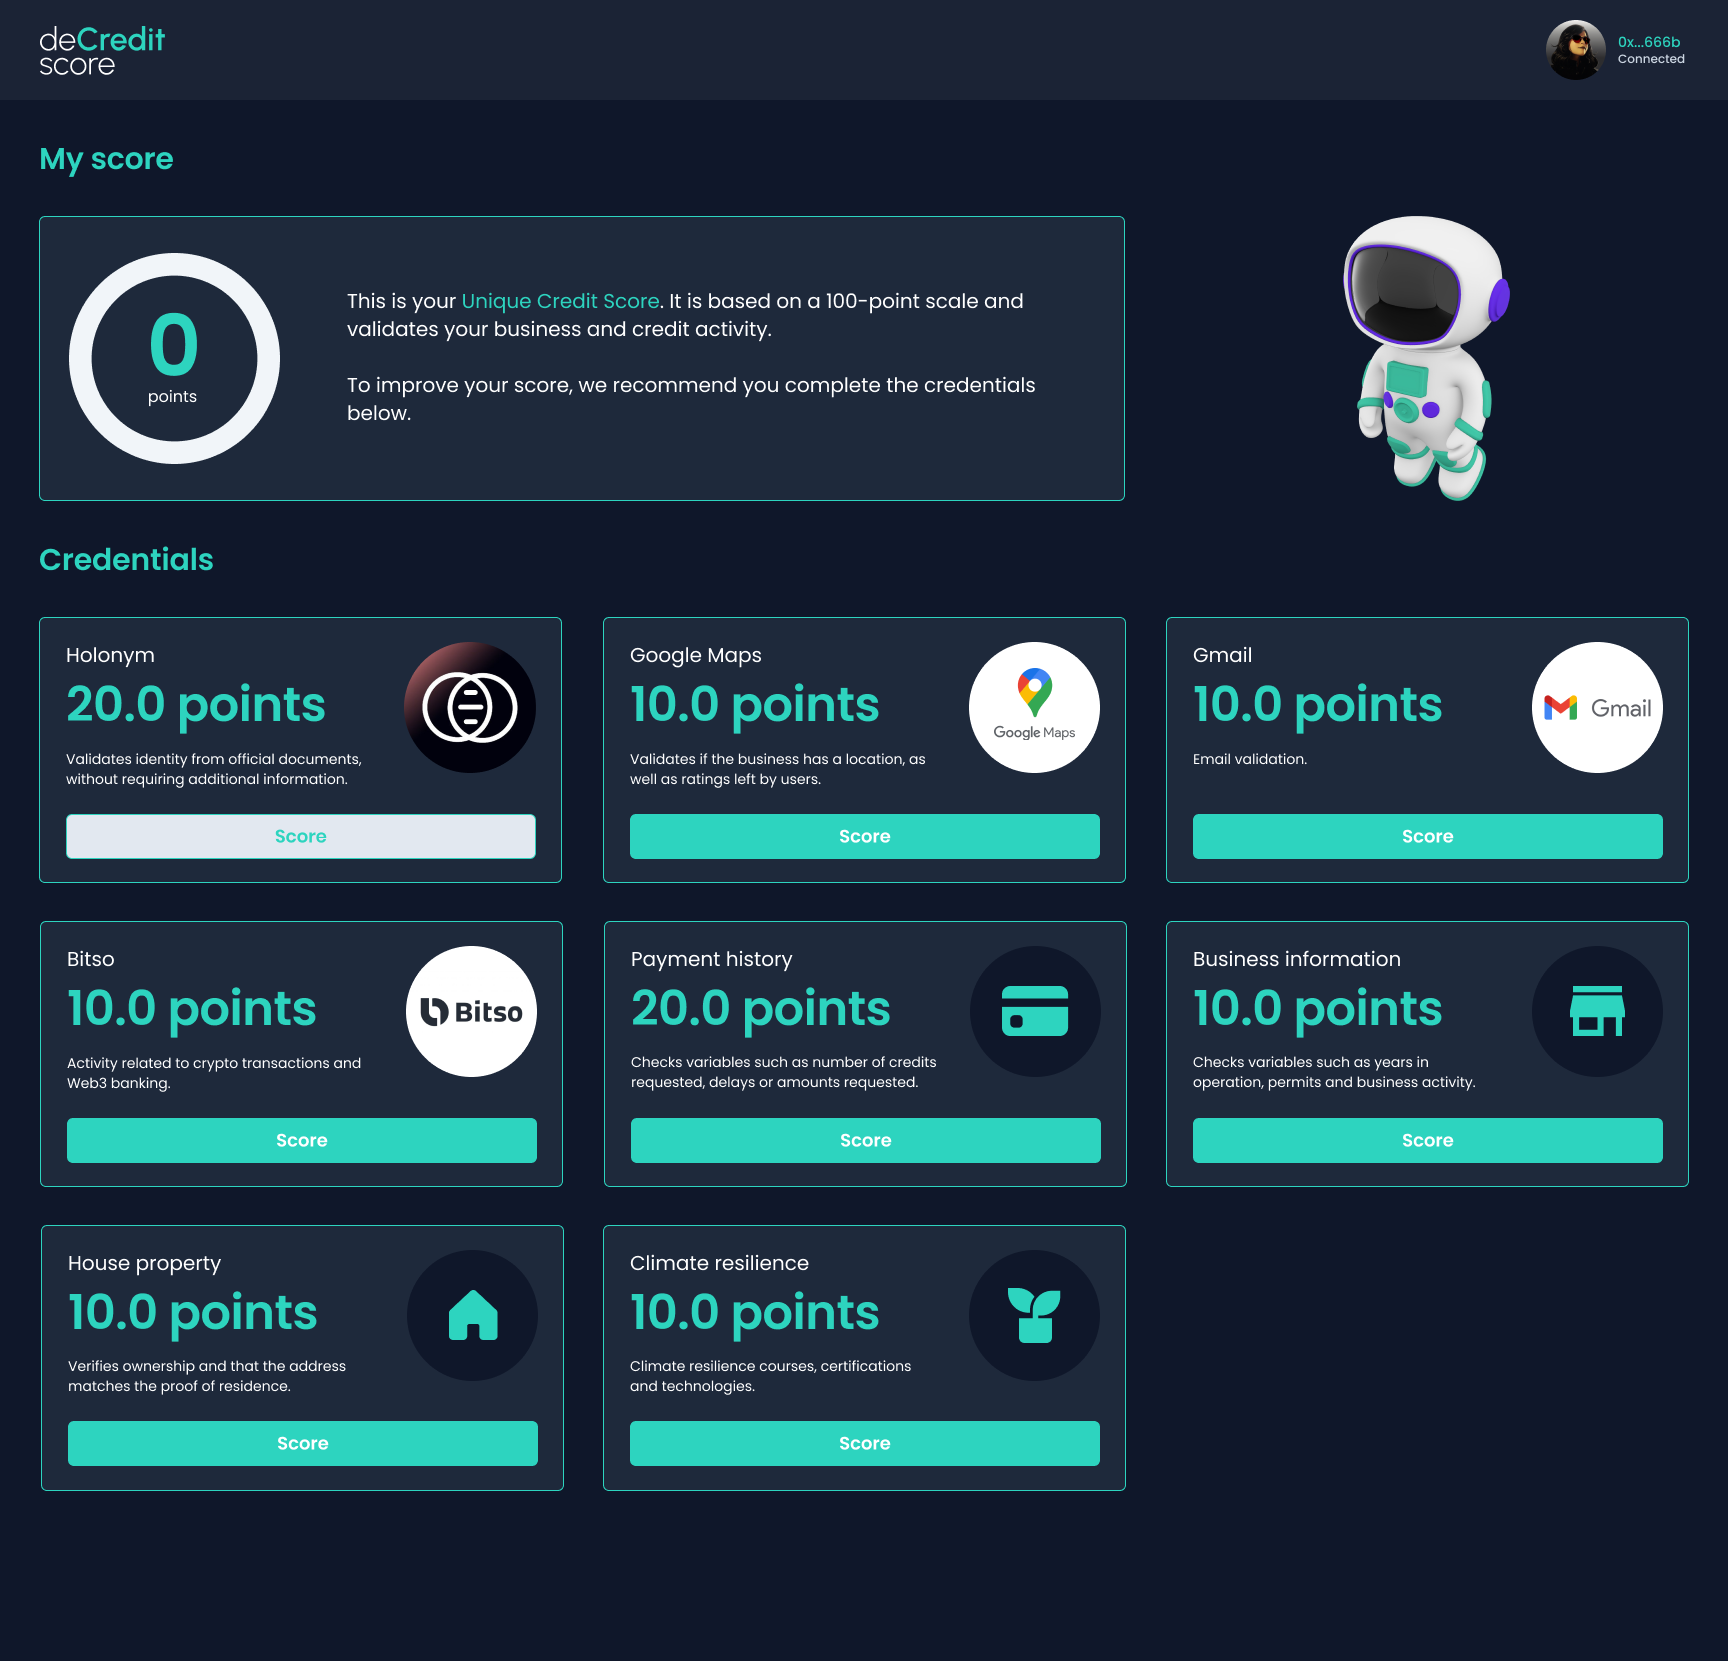 deCredit
score
0x...666b
Connected
My score
0
points
This is your Unique Credit Score. It is based on a 100-point scale and
validates your business and credit activity.
To improve your score, we recommend you complete the credentials
below.
Credentials
Holonym
20.0 points
Validates identity from official documents,
without requiring additional information.
Score
Google Maps
10.0 points
Validates if the business has a location, as
well as ratings left by users.
Google Maps
Score
Gmail
10.0 points
Email validation.
Gmail
Score
Bitso
10.0 points
Activity related to crypto transactions and
Web3 banking.
Bitso
Score
Payment history
20.0 points
Checks variables such as number of credits
requested, delays or amounts requested.
Score
Business information
10.0 points
Checks variables such as years in
operation, permits and business activity.
Score
House property
10.0 points
Verifies ownership and that the address
matches the proof of residence.
Score
Climate resilience
10.0 points
Climate resilience courses, certifications
and technologies.
Score